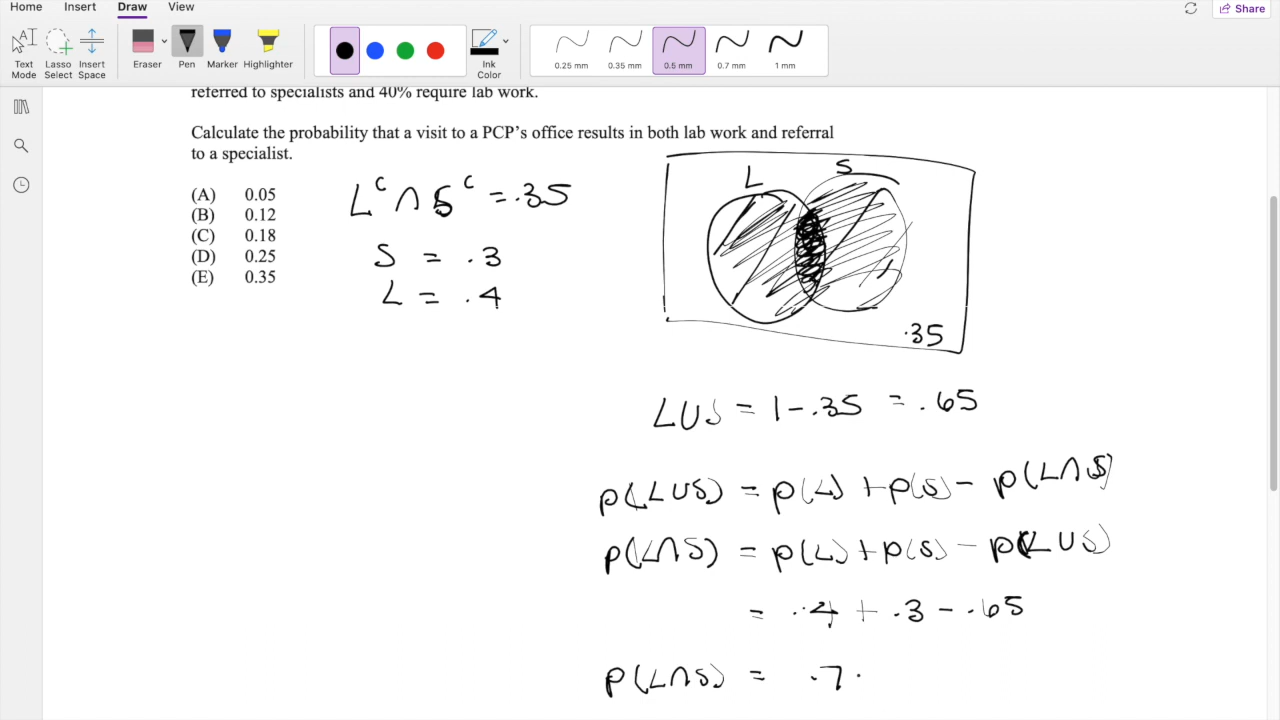 Home Insert Draw View Share
Text Mode Lasso Select Insert Space Eraser Pen Marker Highlighter Ink Color 0.25 mm 0.35 mm 0.5 mm 0.7 mm 1 mm
referred to specialists and 40% require lab work.
Calculate the probability that a visit to a PCP's office results in both lab work and referral
to a specialist.
(A) 0.05
(B) 0.12
(C) 0.18
(D) 0.25
(E) 0.35
L^c ∩ S^c = .35
S = .3
L = .4
L S
.35
L∪S = 1 - .35 = .65
p(L∪S) = p(L) + p(S) - p(L∩S)
p(L∩S) = p(L) + p(S) - p(L∪S)
= .4 + .3 - .65
p(L∩S) = .7